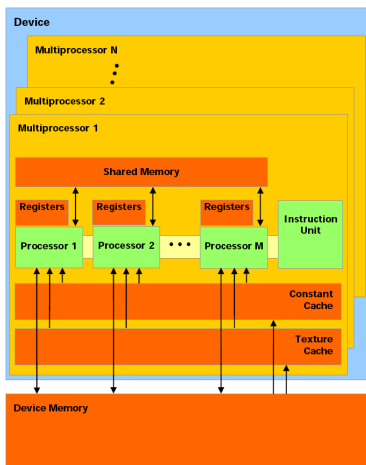 Device
Multiprocessor N
Multiprocessor 2
Multiprocessor 1
Shared Memory
Registers Registers Registers
Processor 1 Processor 2 Processor M
Instruction
Unit
Constant
Cache
Texture
Cache
Device Memory